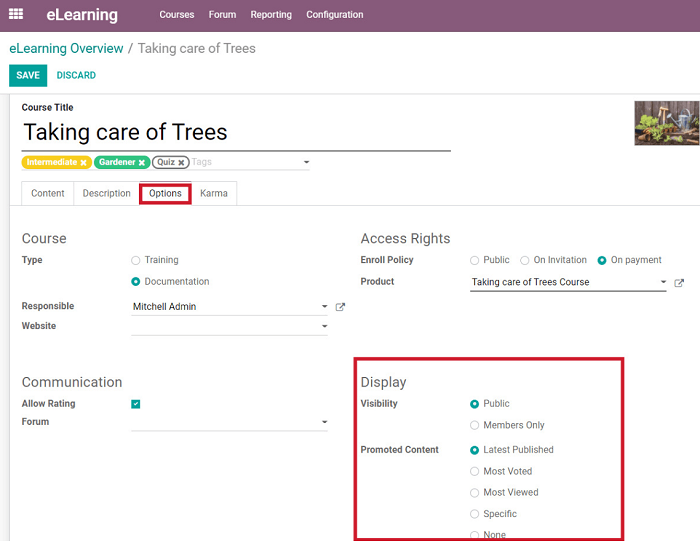 eLearning Courses Forum Reporting Configuration
eLearning Overview / Taking care of Trees
SAVE DISCARD
Course Title
Taking care of Trees
Intermediate × Gardener × Quiz × Tags
Content Description Options Karma
Course
Type Training
Documentation
Responsible Mitchell Admin
Website
Access Rights
Enroll Policy Public On Invitation On payment
Product Taking care of Trees Course
Communication
Allow Rating
Forum
Display
Visibility Public
Members Only
Promoted Content Latest Published
Most Voted
Most Viewed
Specific
None